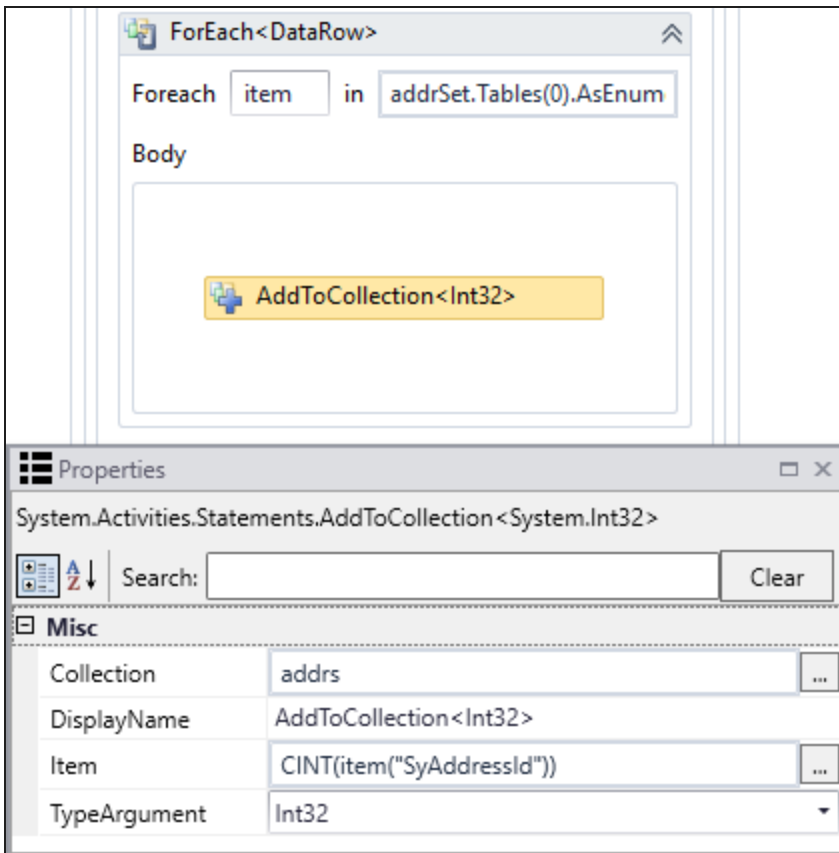 ForEach<DataRow>
Foreach item in addrSet.Tables(0).AsEnum
Body
AddToCollection<Int32>
Properties
System.Activities.Statements.AddToCollection<System.Int32>
A Z Search: Clear
Misc
Collection addrs ...
DisplayName AddToCollection<Int32>
Item CINT(item("SyAddressId")) ...
TypeArgument Int32